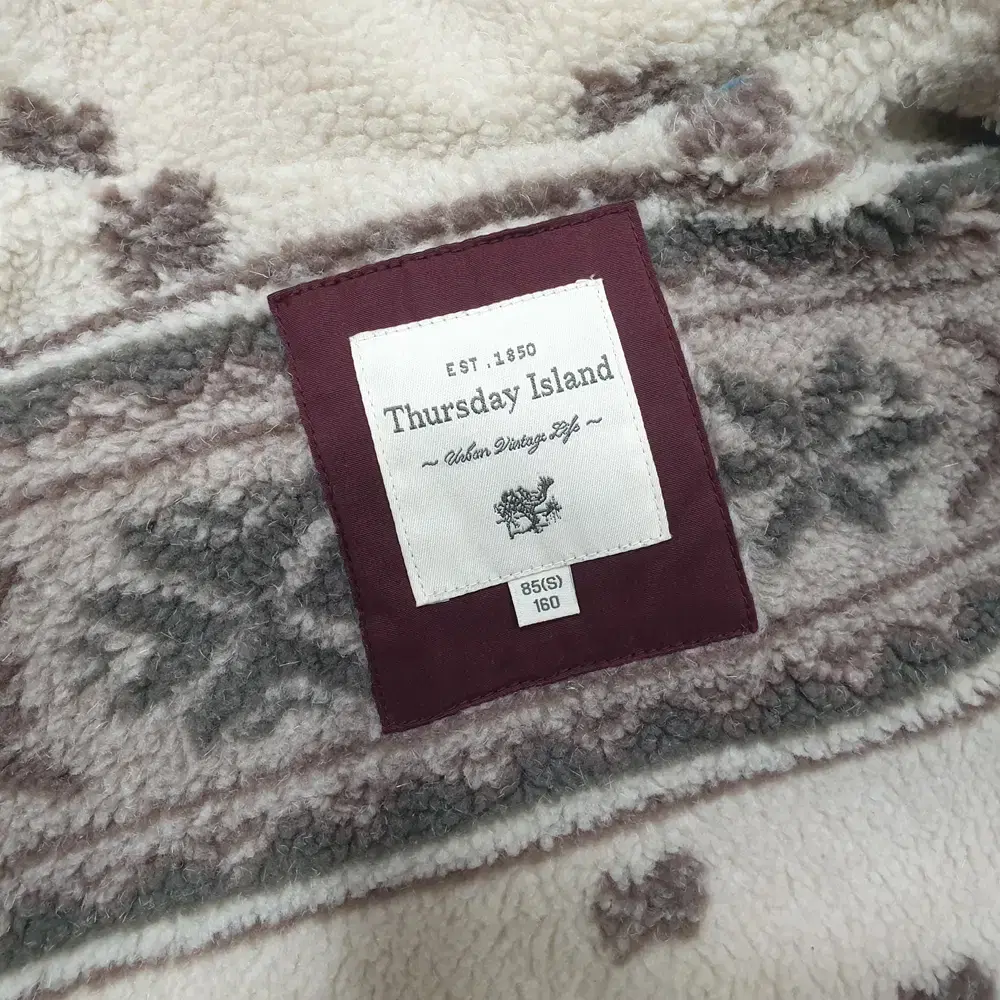 EST.1850
Thursday Island
~ Urban Vintage Life ~
85(S)
160